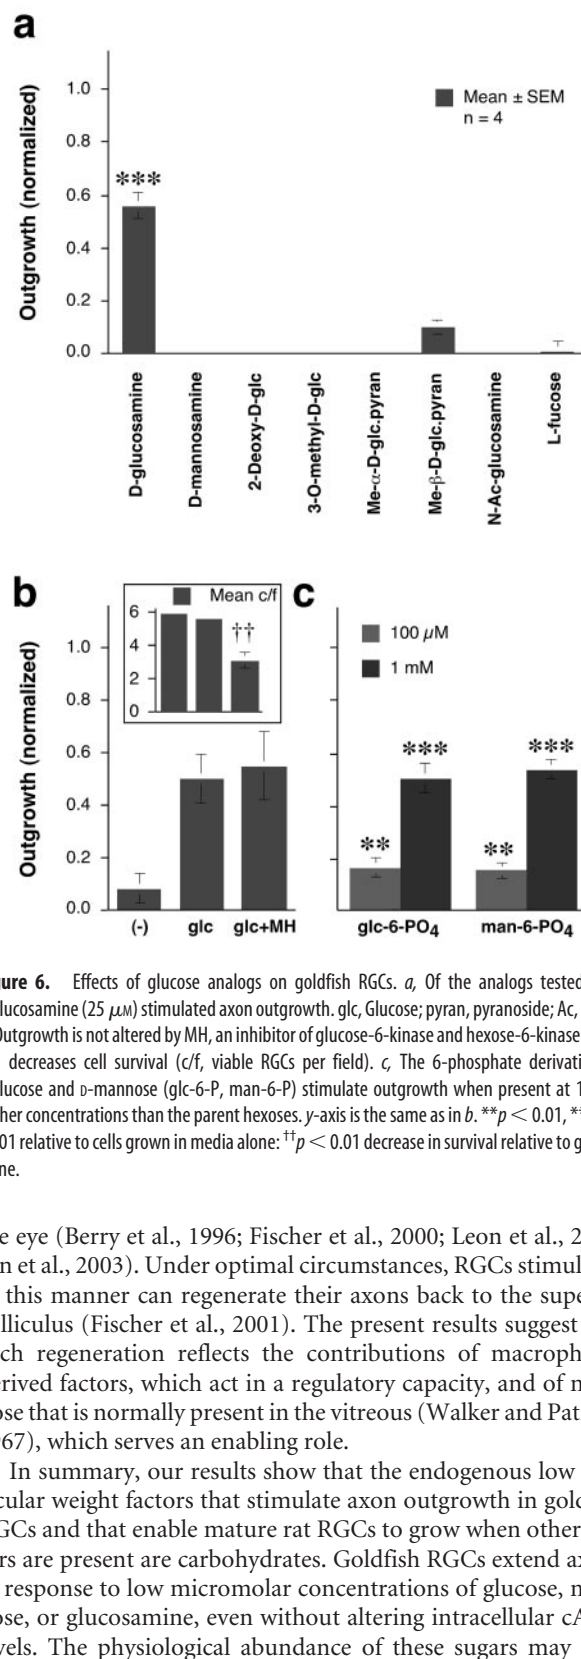 a
Outgrowth (normalized)
1.0
0.8
0.6
0.4
0.2
0.0
***
Mean ± SEM
n = 4
D-glucosamine
D-mannosamine
2-Deoxy-D-glc
3-O-methyl-D-glc
Me-α-D-glc.pyran
Me-β-D-glc.pyran
N-Ac-glucosamine
L-fucose
b
Outgrowth (normalized)
1.0
0.8
0.6
0.4
0.2
0.0
Mean c/f
6
4
2
0
††
(-)
glc
glc+MH
c
100 µM
1 mM
**
***
**
***
glc-6-PO4
man-6-PO4
gure 6. Effects of glucose analogs on goldfish RGCs. a, Of the analogs tested
lucosamine (25 µM) stimulated axon outgrowth. glc, Glucose; pyran, pyranoside; Ac,
Outgrowth is not altered by MH, an inhibitor of glucose-6-kinase and hexose-6-kinase
decreases cell survival (c/f, viable RGCs per field). c, The 6-phosphate derivati
lucose and D-mannose (glc-6-P, man-6-P) stimulate outgrowth when present at 1
her concentrations than the parent hexoses. y-axis is the same as in b. **p < 0.01, **
01 relative to cells grown in media alone: ††p < 0.01 decrease in survival relative to g
ne.
e eye (Berry et al., 1996; Fischer et al., 2000; Leon et al., 2
n et al., 2003). Under optimal circumstances, RGCs stimul
this manner can regenerate their axons back to the supe
lliculus (Fischer et al., 2001). The present results suggest
ch regeneration reflects the contributions of macroph
rived factors, which act in a regulatory capacity, and of m
ose that is normally present in the vitreous (Walker and Pat
967), which serves an enabling role.
In summary, our results show that the endogenous low
cular weight factors that stimulate axon outgrowth in gold
GCs and that enable mature rat RGCs to grow when other
rs are present are carbohydrates. Goldfish RGCs extend ax
response to low micromolar concentrations of glucose, m
ose, or glucosamine, even without altering intracellular cA
vels. The physiological abundance of these sugars may